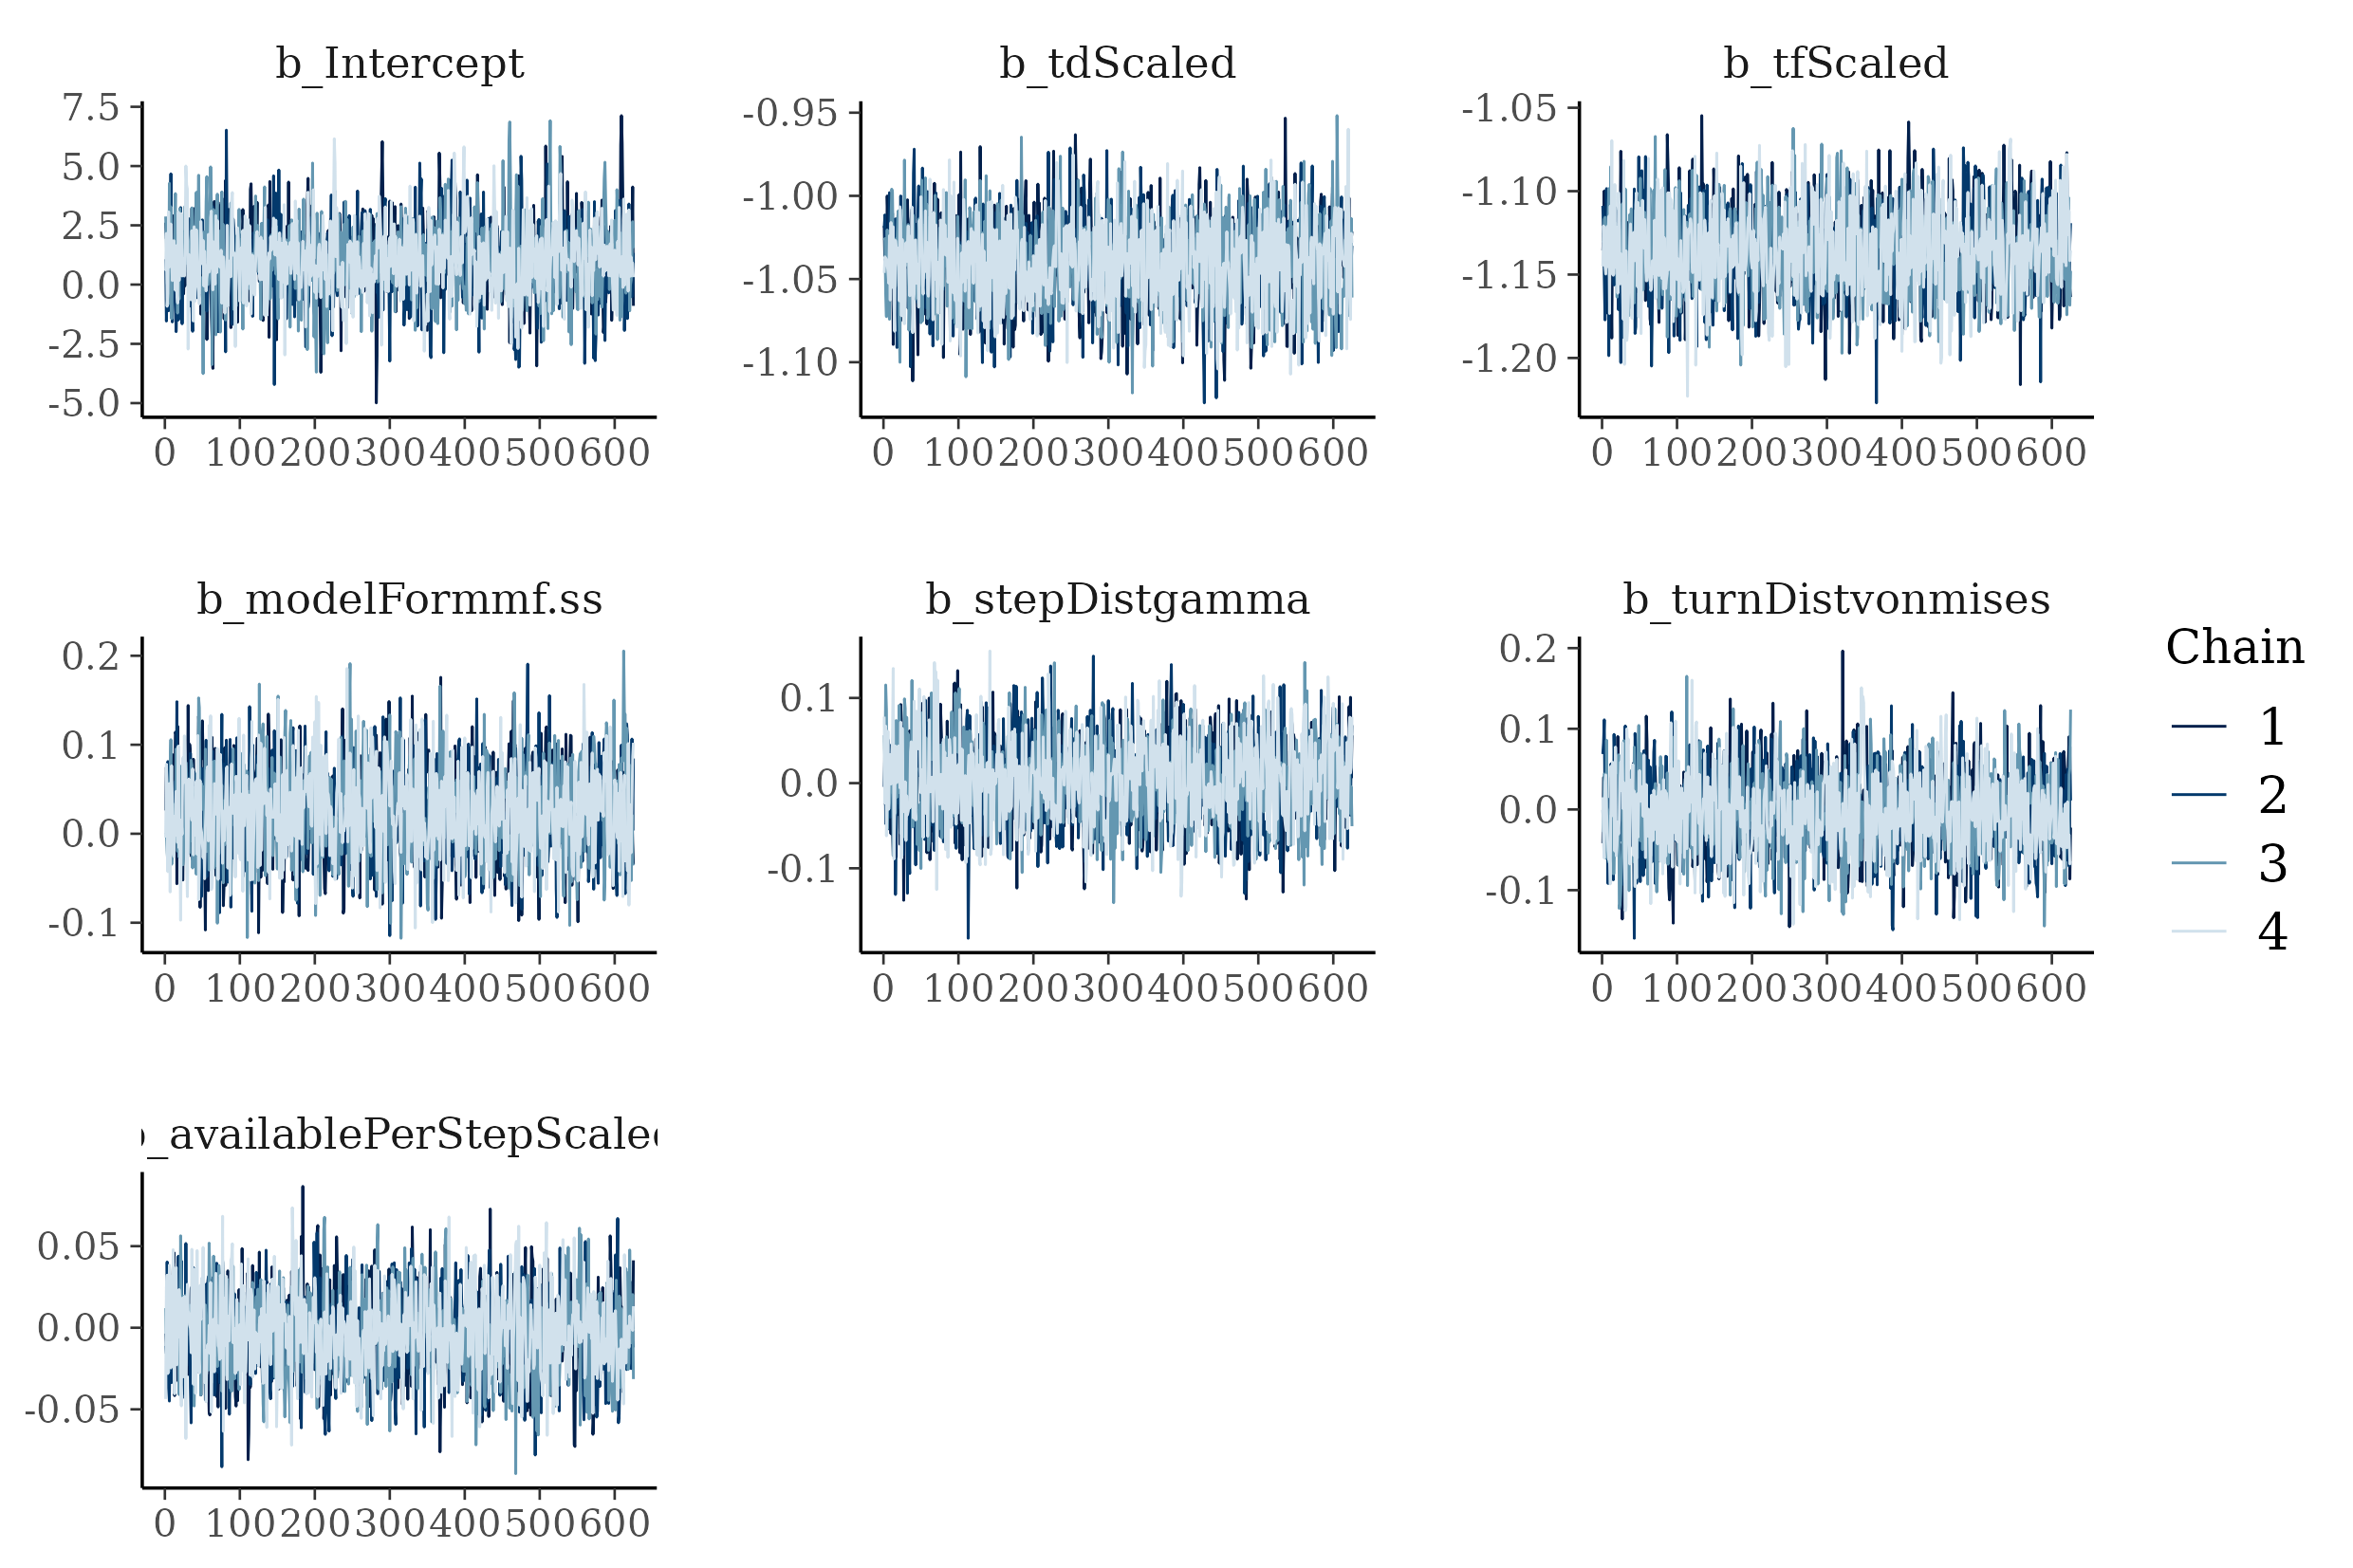 b_Intercept
7.5
5.0
2.5
0.0
-2.5
-5.0
0 100 200 300 400 500 600
b_tdScaled
-0.95
-1.00
-1.05
-1.10
0 100 200 300 400 500 600
b_tfScaled
-1.05
-1.10
-1.15
-1.20
0 100 200 300 400 500 600
b_modelFormmf.ss
0.2
0.1
0.0
-0.1
0 100 200 300 400 500 600
b_stepDistgamma
0.1
0.0
-0.1
0 100 200 300 400 500 600
b_turnDistvonmises
0.2
0.1
0.0
-0.1
0 100 200 300 400 500 600
Chain
1
2
3
4
b_availablePerStepScaled
0.05
0.00
-0.05
0 100 200 300 400 500 600